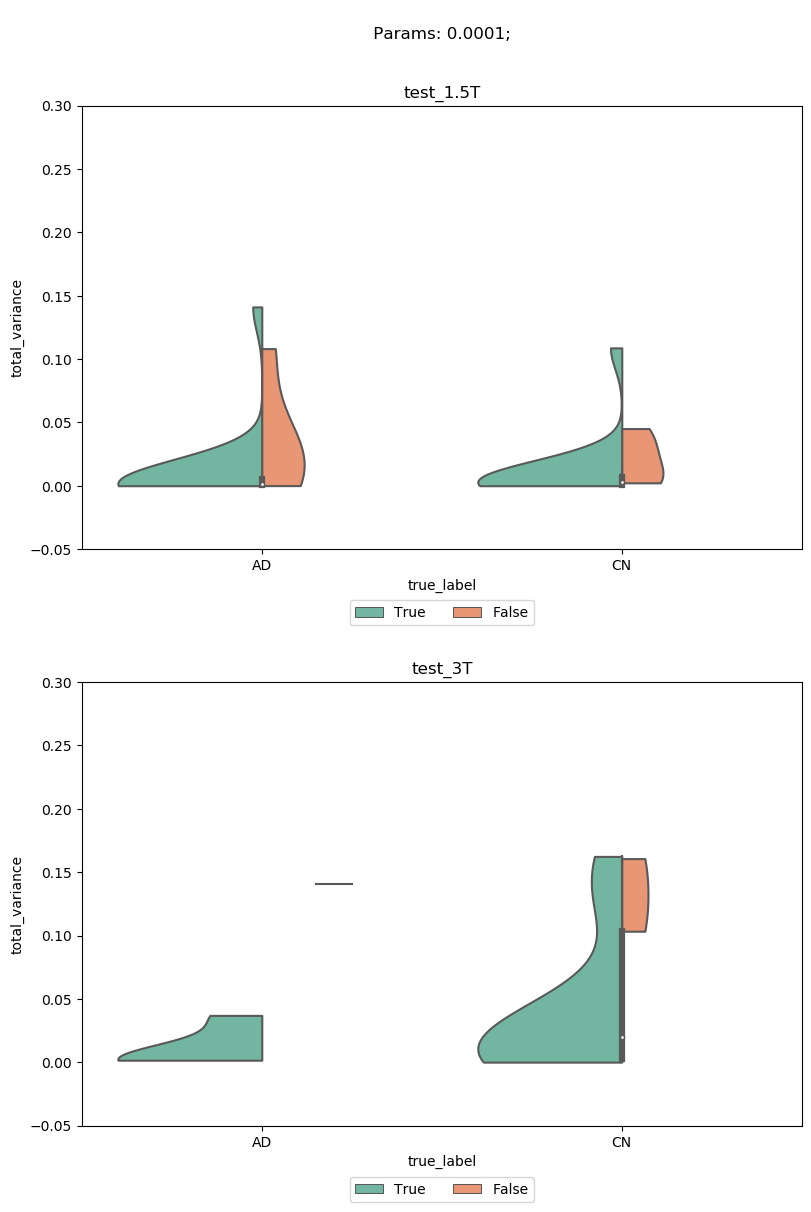 Params: 0.0001;
test_1.5T
0.30
0.25
0.20
0.15
0.10
0.05
0.00
−0.05
total_variance
AD CN
true_label
True False
test_3T
0.30
0.25
0.20
0.15
0.10
0.05
0.00
−0.05
total_variance
AD CN
true_label
True False